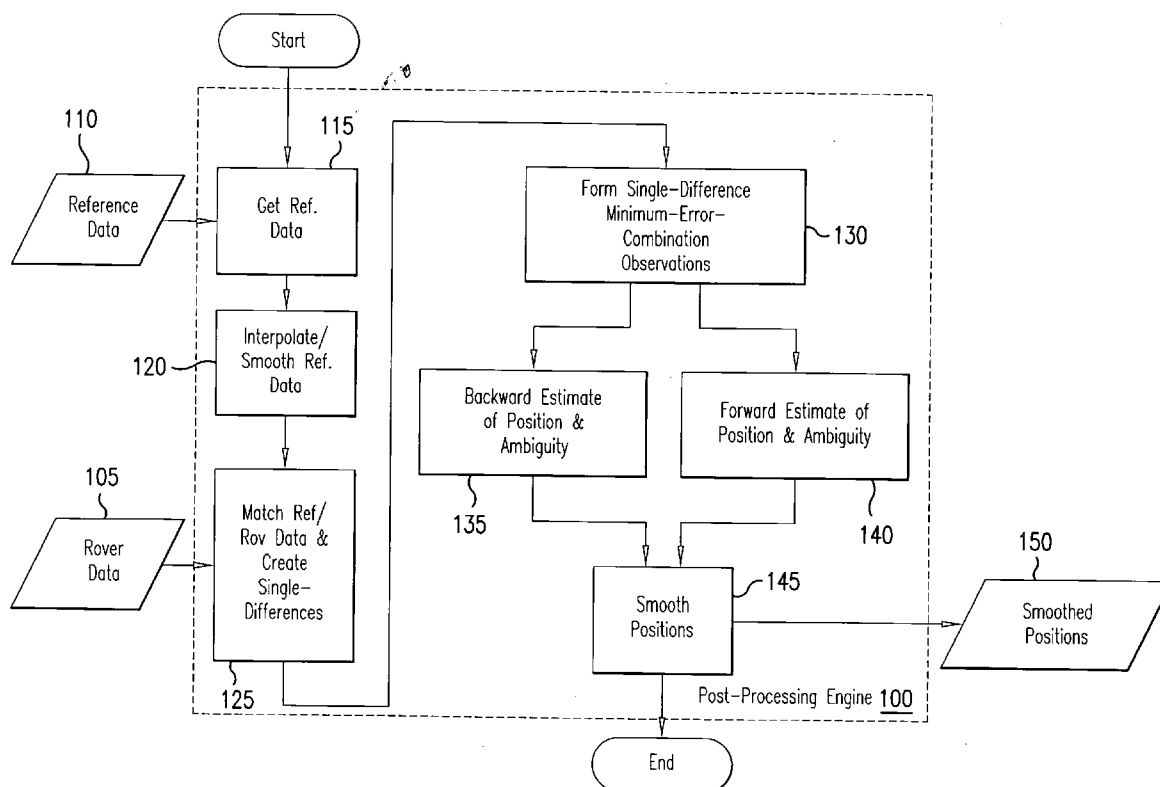 Start
110
115
Reference
Data
Get Ref.
Data
Form Single-Difference
Minimum-Error-
Combination
Observations
130
120
Interpolate/
Smooth Ref.
Data
Backward Estimate
of Position &
Ambiguity
135
Forward Estimate of
Position & Ambiguity
140
105
Rover
Data
Match Ref/
Rov Data &
Create
Single-
Differences
125
Smooth
Positions
145
150
Smoothed
Positions
Post-Processing Engine 100
End